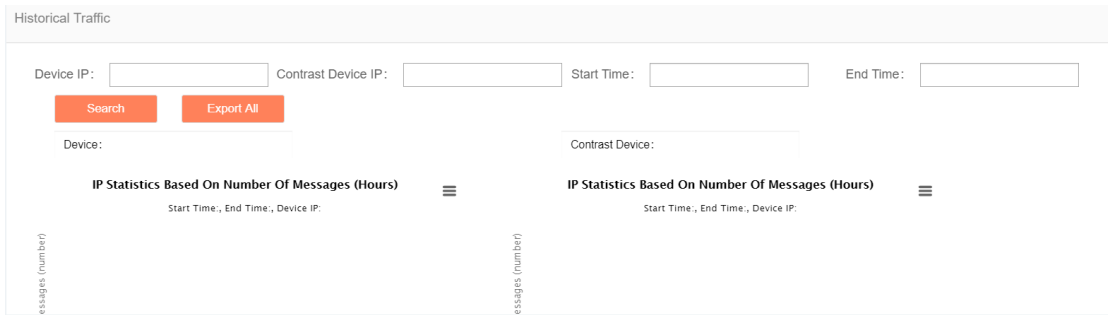 Historical Traffic
Device IP: Contrast Device IP: Start Time: End Time:
Search Export All
Device: Contrast Device:
IP Statistics Based On Number Of Messages (Hours) IP Statistics Based On Number Of Messages (Hours)
Start Time:, End Time:, Device IP: Start Time:, End Time:, Device IP:
essages (number) essages (number)